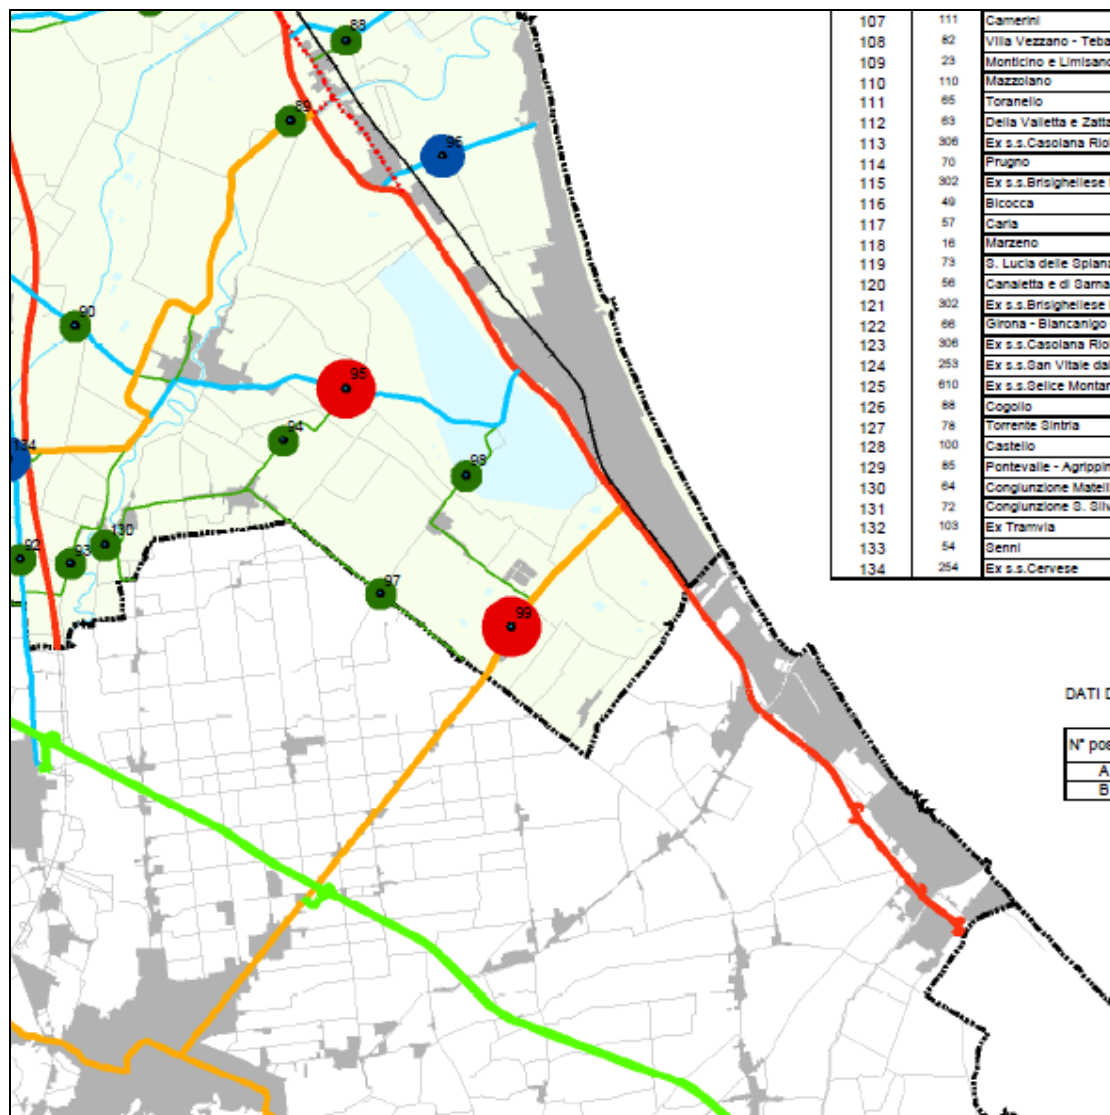 88
89
96
90
95
94
134
98
130
92
93
97
99
107 111 Camerini
108 82 Villa Vezzano - Teba
109 23 Monticino e Limisano
110 110 Mazzolano
111 65 Toranello
112 63 Della Valletta e Zatta
113 306 Ex s.s.Casolana Riol
114 70 Prugno
115 302 Ex s.s.Brisighellese
116 49 Bicocca
117 57 Carla
118 16 Marzeno
119 73 S. Lucia delle Spiana
120 56 Canaletta e di Sarna
121 302 Ex s.s.Brisighellese
122 66 Girona - Biancanigo
123 306 Ex s.s.Casolana Riol
124 253 Ex s.s.San Vitale dal
125 610 Ex s.s.Selice Montan
126 88 Cogollo
127 78 Torrente Sintria
128 100 Castello
129 85 Pontevalle - Agrippin
130 64 Congiunzione Matell
131 72 Congiunzione S. Silv
132 103 Ex Tramvia
133 54 Senni
134 254 Ex s.s.Cervese
DATI D
N° pos
A
B